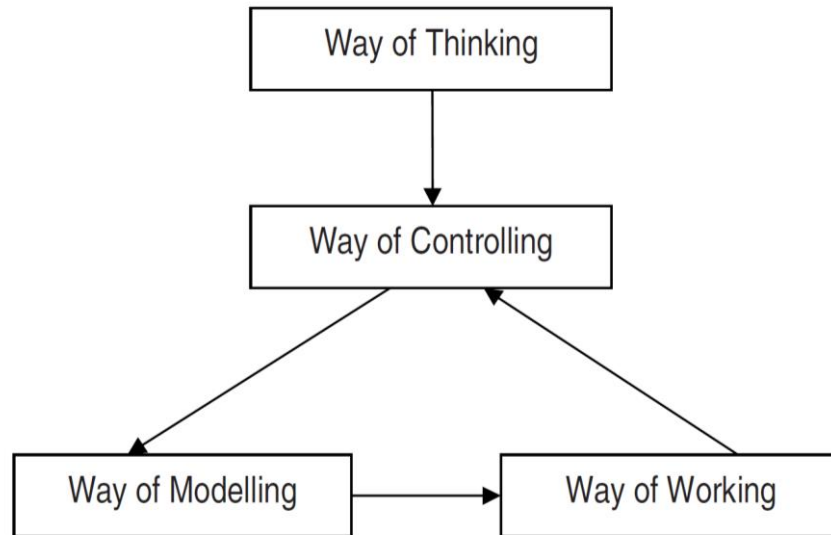 Way of Thinking
Way of Controlling
Way of Modelling
Way of Working